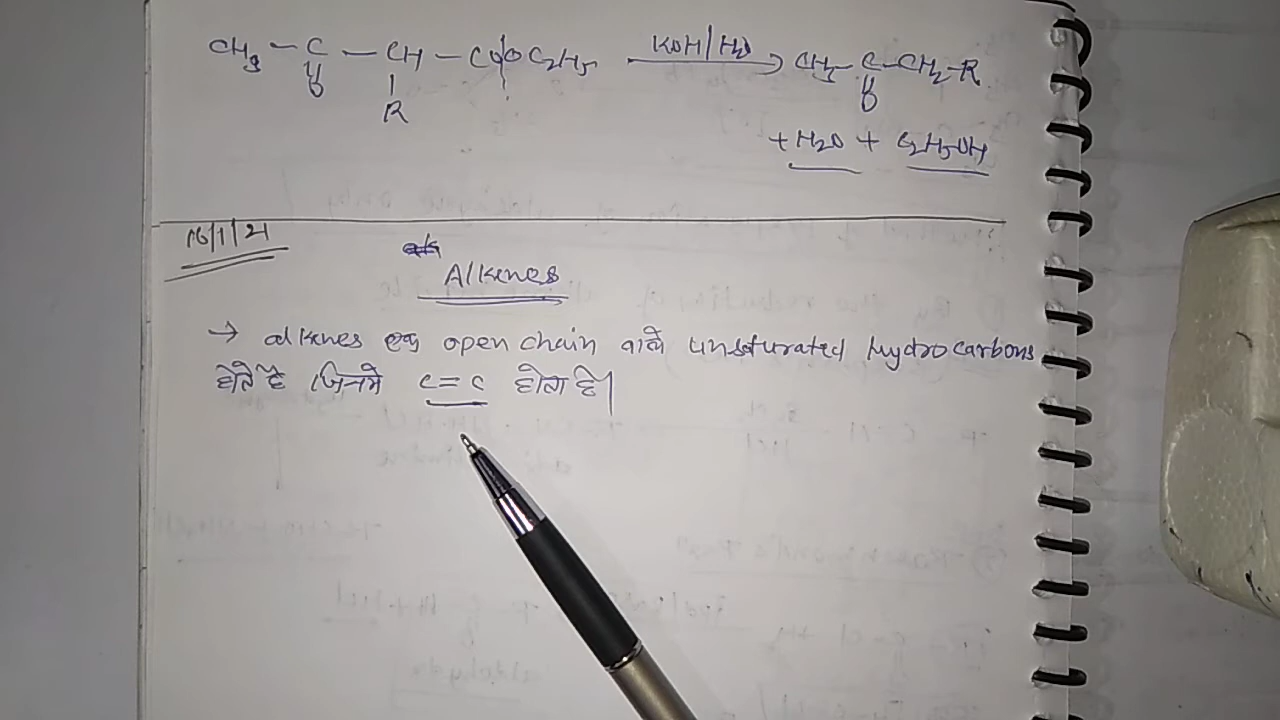 CH3 — C — CH — COOC2H5 KOH/H2O → CH3 — C — CH2 — R
|| | ||
O R O
+ H2O + C2H5OH
16/1/21
Alkenes
→ alkenes एक open chain वाले unsaturated hydrocarbons
होते है जिनमे C=C होता है।